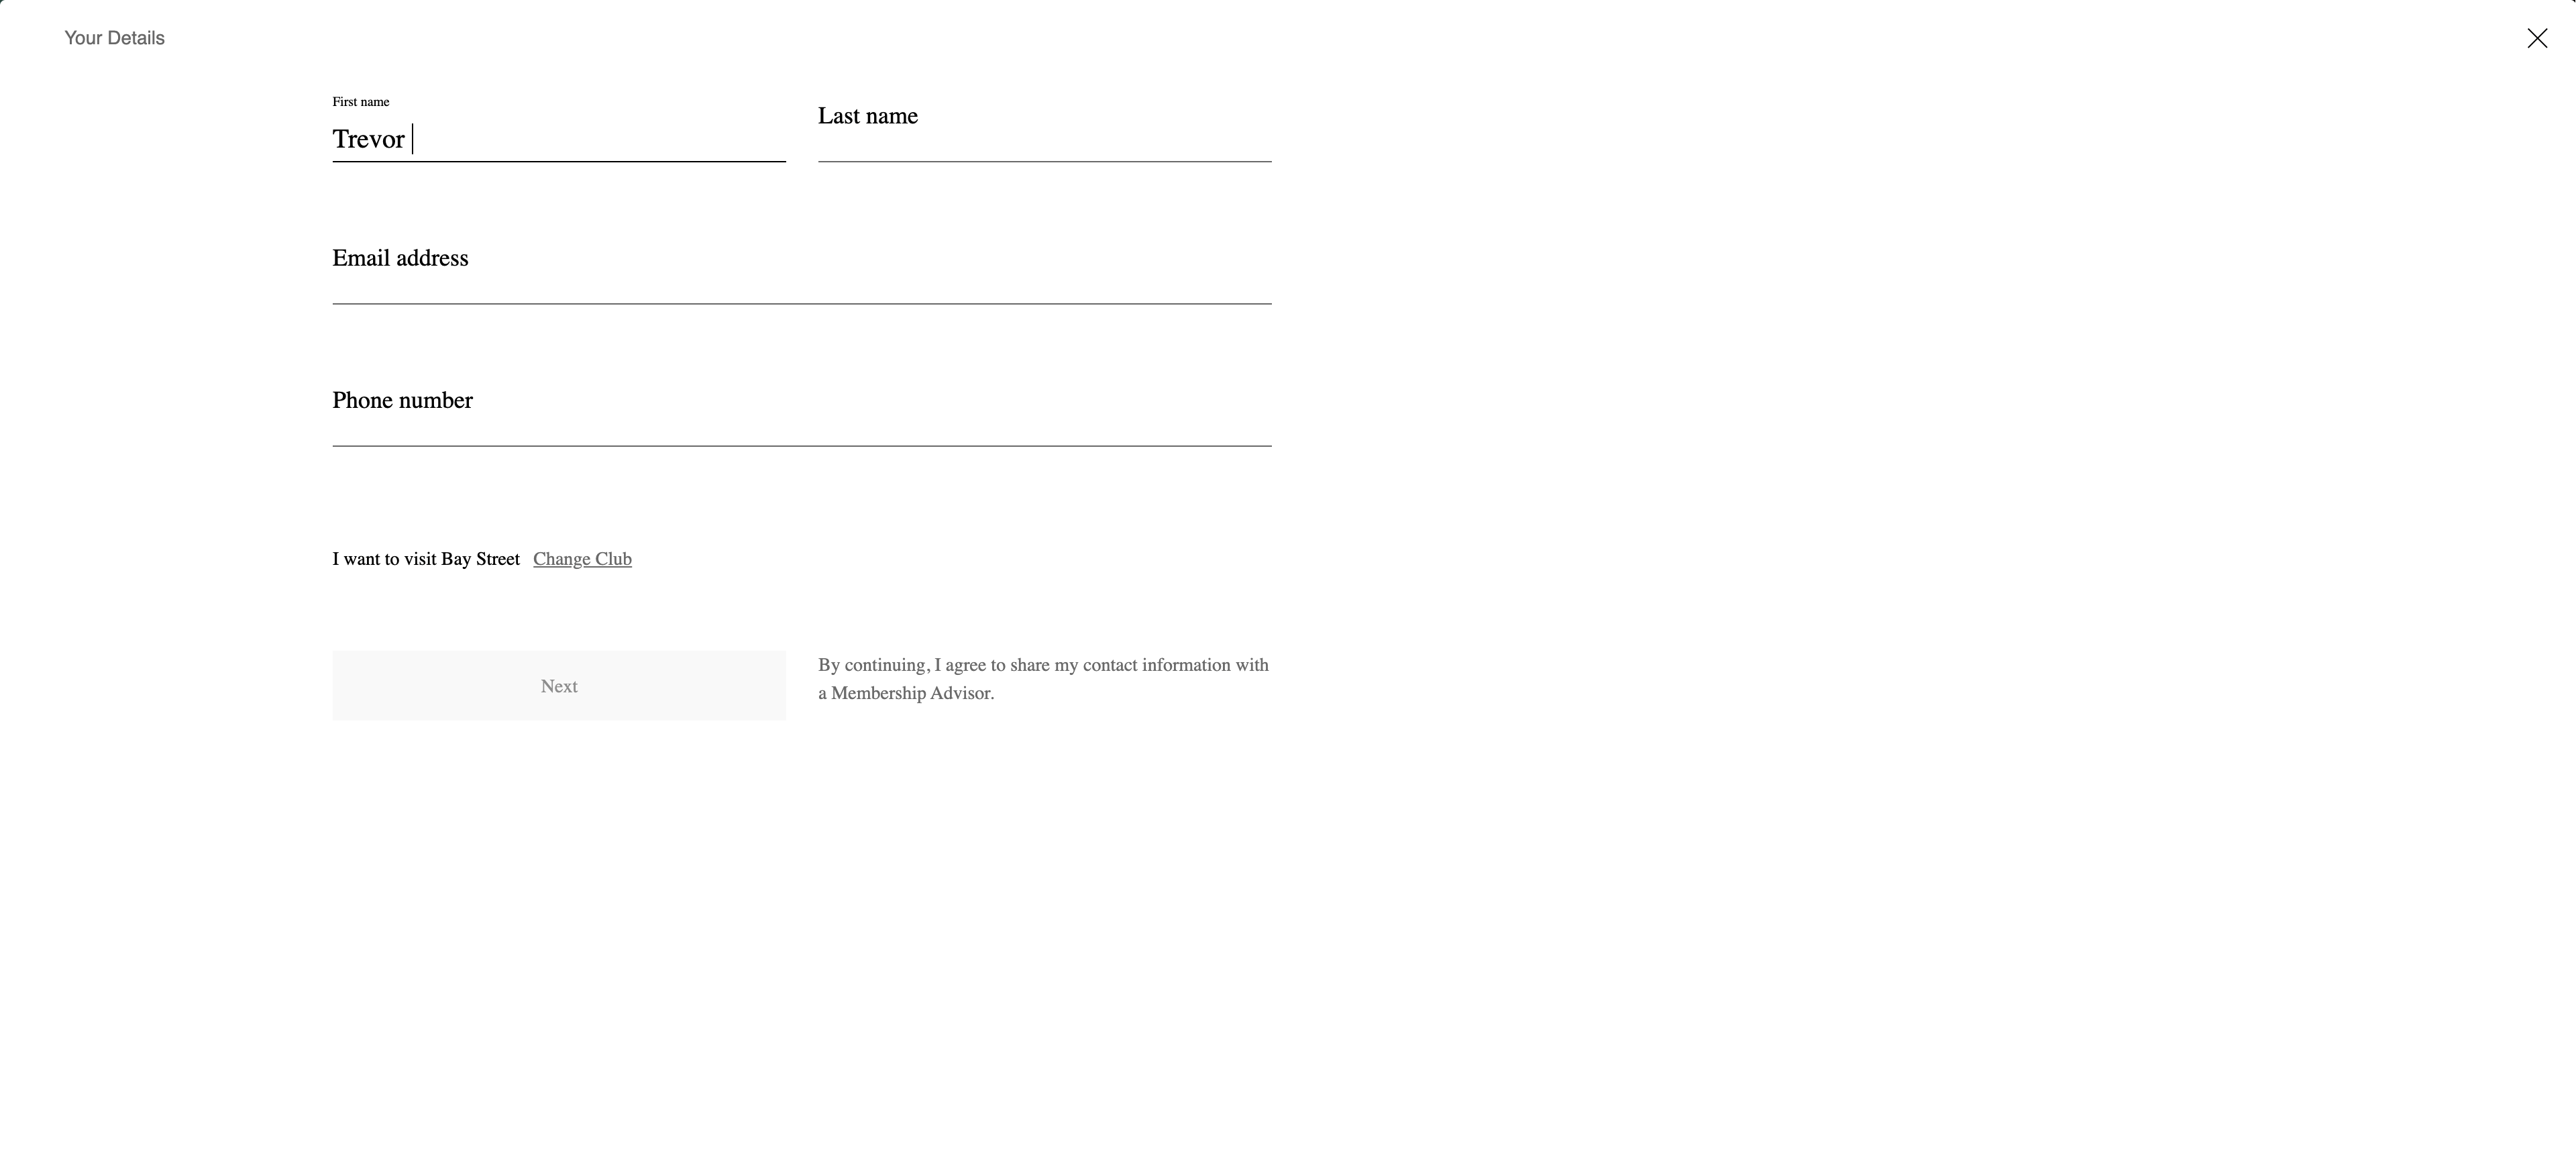 Your Details
First name
Trevor
Last name
Email address
Phone number
I want to visit Bay Street Change Club
Next
By continuing, I agree to share my contact information with
a Membership Advisor.